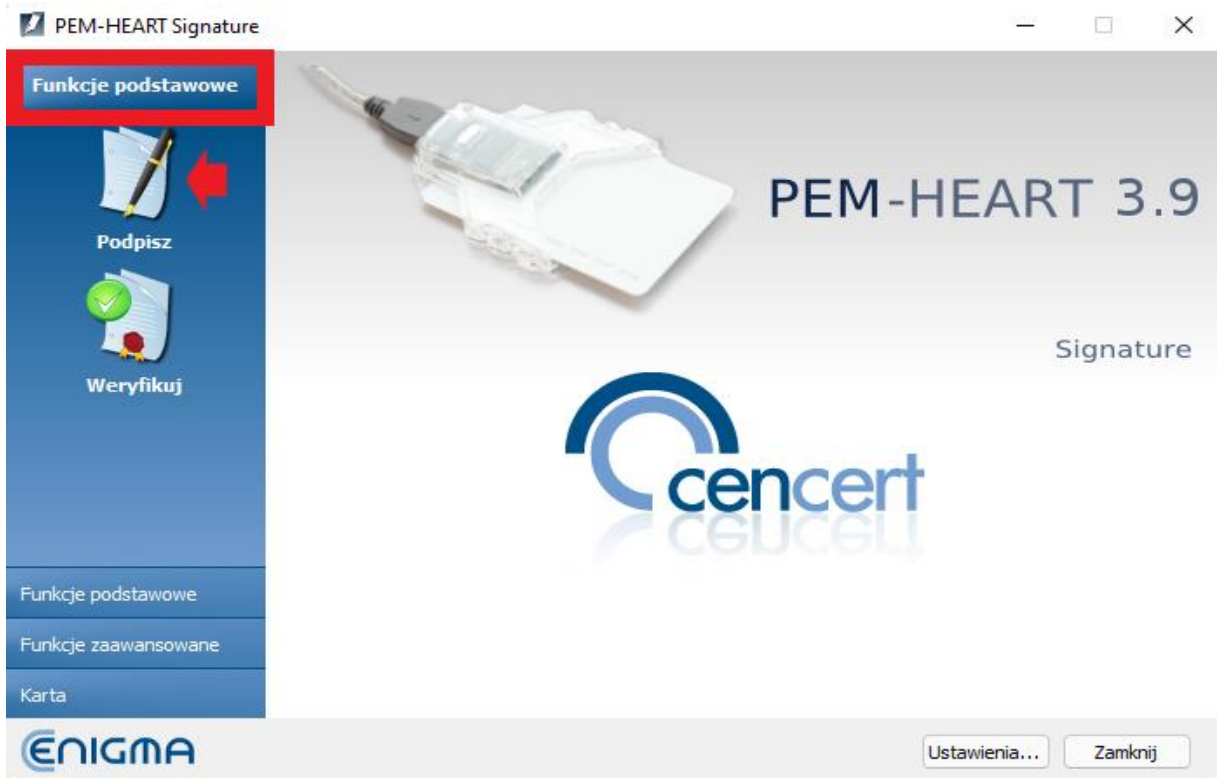 PEM-HEART Signature
Funkcje podstawowe
Podpisz
Weryfikuj
PEM-HEART 3.9
Signature
cencert
Funkcje podstawowe
Funkcje zaawansowane
Karta
ENIGMA
Ustawienia...
Zamknij